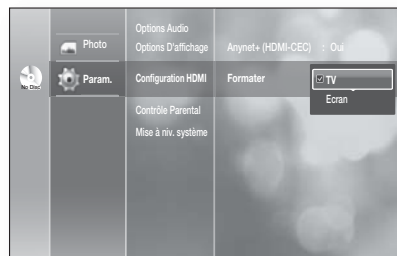 Options Audio
Photo
Options D'affichage
Anynet+ (HDMI-CEC) : Oui
No Disc
Param.
Configuration HDMI
Formater
TV
Ecran
Contrôle Parental
Mise à niv. système